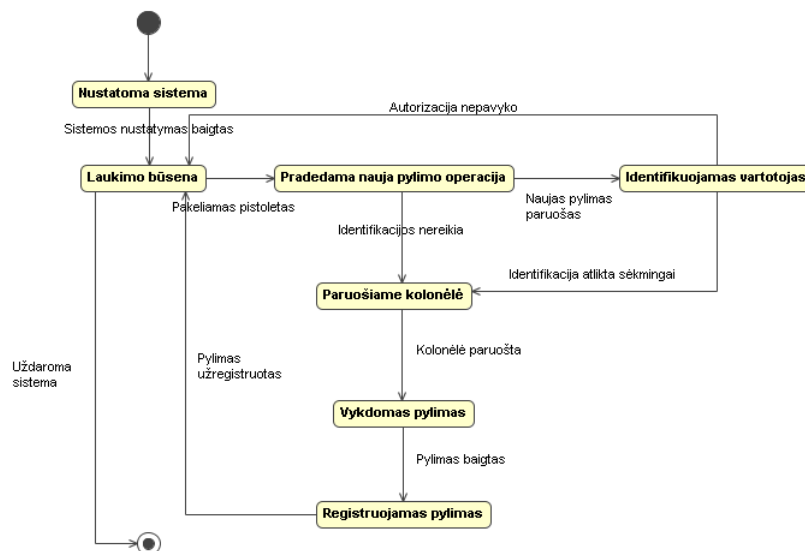 Nustatoma sistema
Autorizacija nepavyko
Sistemos nustatymas baigtas
Laukimo būsena
Pradedama nauja pylimo operacija
Identifikuojamas vartotojas
Pakeliamas pistoletas
Naujas pylimas
paruošas
Identifikacijos nereikia
Identifikacija atlikta sėkmingai
Paruošiame kolonėlė
Kolonėlė paruošta
Uždaroma
sistema
Pylimas
užregistruotas
Vykdomas pylimas
Pylimas baigtas
Registruojamas pylimas